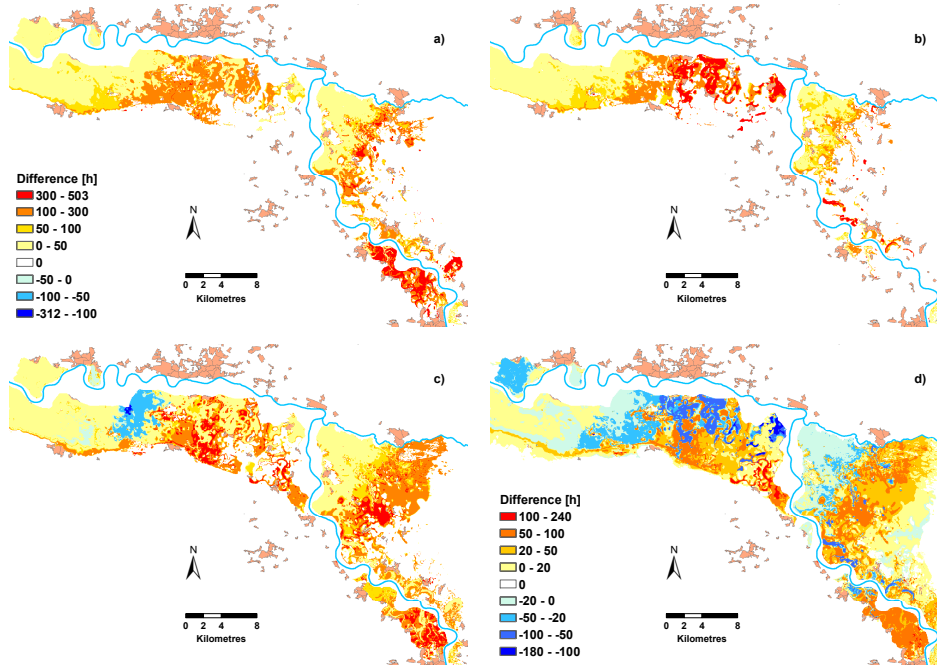 a)
Difference [h]
300 - 503
100 - 300
50 - 100
0 - 50
0
-50 - 0
-100 - -50
-312 - -100
N
0 2 4 8
Kilometres
b)
N
0 2 4 8
Kilometres
c)
N
0 2 4 8
Kilometres
d)
Difference [h]
100 - 240
50 - 100
20 - 50
0 - 20
0
-20 - 0
-50 - -20
-100 - -50
-180 - -100
N
0 2 4 8
Kilometres